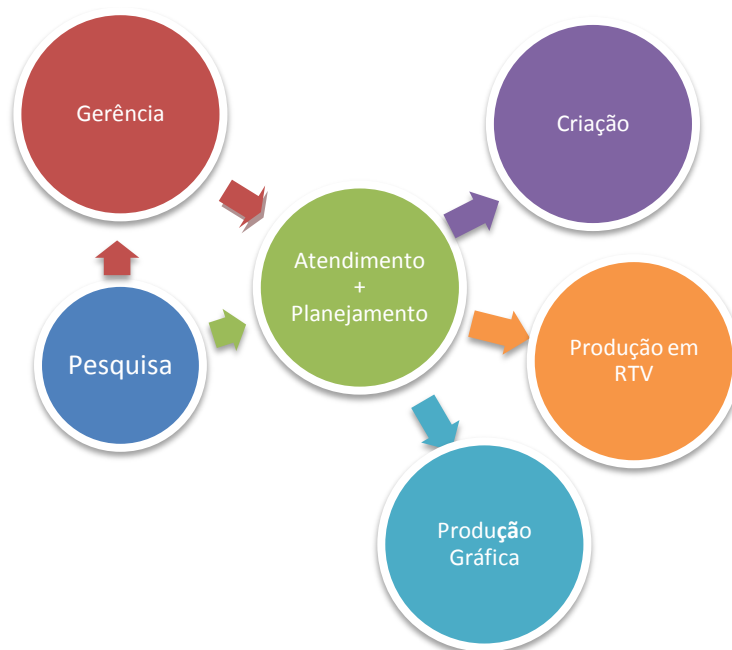 Gerência
Criação
Atendimento
+
Planejamento
Pesquisa
Produção em
RTV
Produção
Gráfica